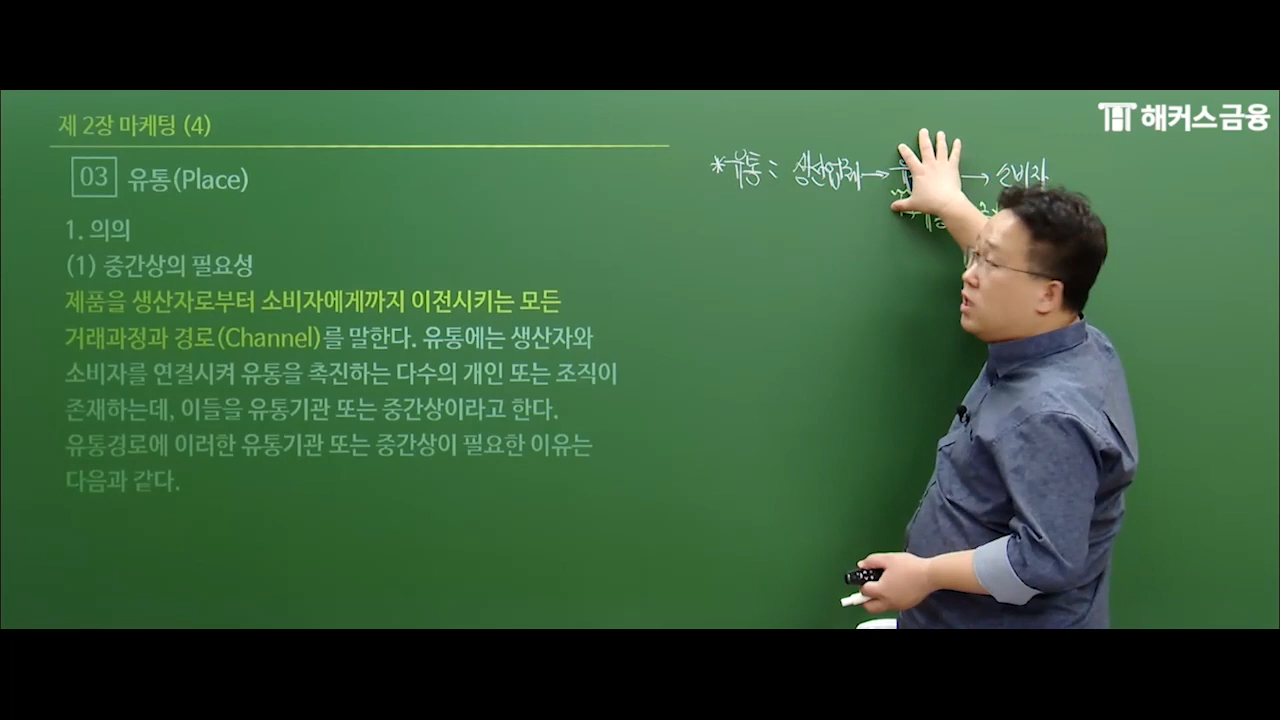 해커스금융
제 2장 마케팅 (4)
03 유통(Place)
*유통: 생산업체 → → 소비자
1. 의의
(1) 중간상의 필요성
제품을 생산자로부터 소비자에게까지 이전시키는 모든
거래과정과 경로(Channel)를 말한다. 유통에는 생산자와
소비자를 연결시켜 유통을 촉진하는 다수의 개인 또는 조직이
존재하는데, 이들을 유통기관 또는 중간상이라고 한다.
유통경로에 이러한 유통기관 또는 중간상이 필요한 이유는
다음과 같다.